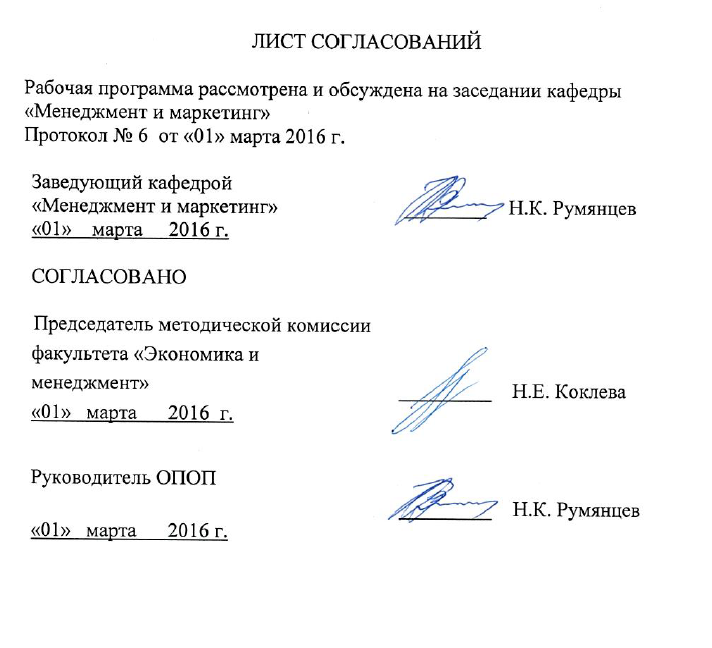 ЛИСТ СОГЛАСОВАНИЙ
Рабочая программа рассмотрена и обсуждена на заседании кафедры
«Менеджмент и маркетинг»
Протокол № 6 от «01» марта 2016 г.
Заведующий кафедрой
«Менеджмент и маркетинг» Н.К. Румянцев
«01» марта 2016 г.
СОГЛАСОВАНО
Председатель методической комиссии
факультета «Экономика и
менеджмент» Н.Е. Коклева
«01» марта 2016 г.
Руководитель ОПОП
Н.К. Румянцев
«01» марта 2016 г.